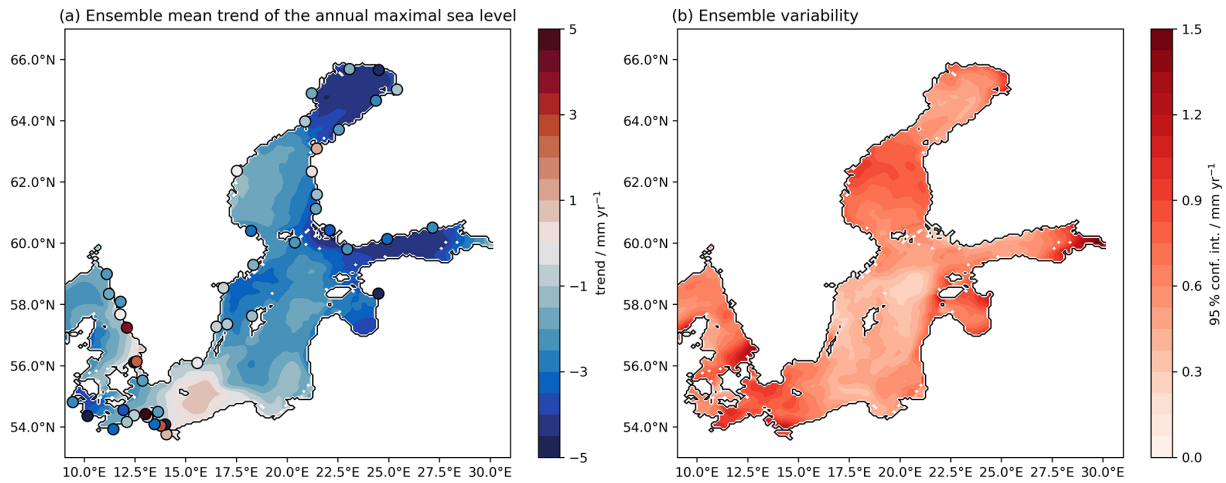 (a) Ensemble mean trend of the annual maximal sea level
66.0°N
64.0°N
62.0°N
60.0°N
58.0°N
56.0°N
54.0°N
10.0°E 12.5°E 15.0°E 17.5°E 20.0°E 22.5°E 25.0°E 27.5°E 30.0°E
5
3
1
−1
−3
−5
trend / mm yr⁻¹
(b) Ensemble variability
66.0°N
64.0°N
62.0°N
60.0°N
58.0°N
56.0°N
54.0°N
10.0°E 12.5°E 15.0°E 17.5°E 20.0°E 22.5°E 25.0°E 27.5°E 30.0°E
1.5
1.2
0.9
0.6
0.3
0.0
95 % conf. int. / mm yr⁻¹